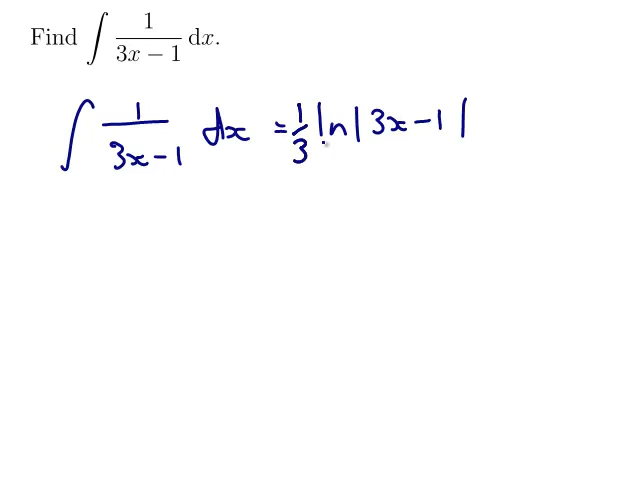 Find ∫ 1/(3x − 1) dx.
∫ 1/(3x−1) dx = 1/3 ln|3x−1|